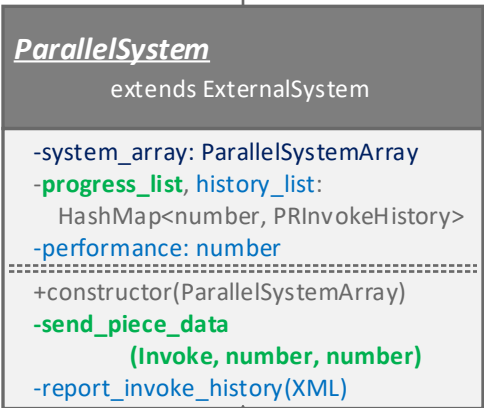 ParallelSystem
extends ExternalSystem
-system_array: ParallelSystemArray
-progress_list, history_list:
HashMap<number, PRInvokeHistory>
-performance: number
+constructor(ParallelSystemArray)
-send_piece_data
(Invoke, number, number)
-report_invoke_history(XML)